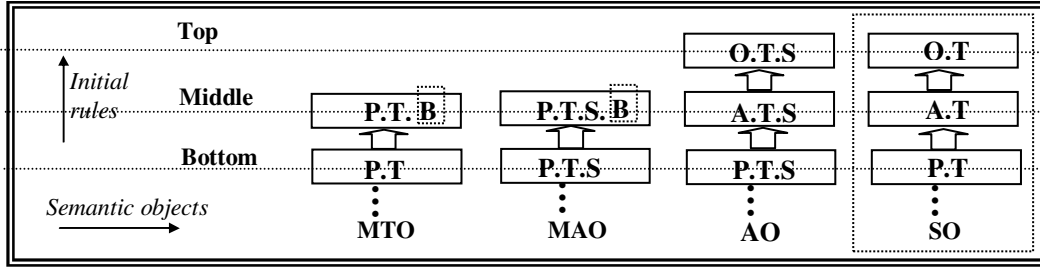 Top
O.T.S O.T
Initial
rules
Middle P.T. B P.T.S. B A.T.S A.T
Bottom P.T P.T.S P.T.S P.T
Semantic objects
MTO MAO AO SO